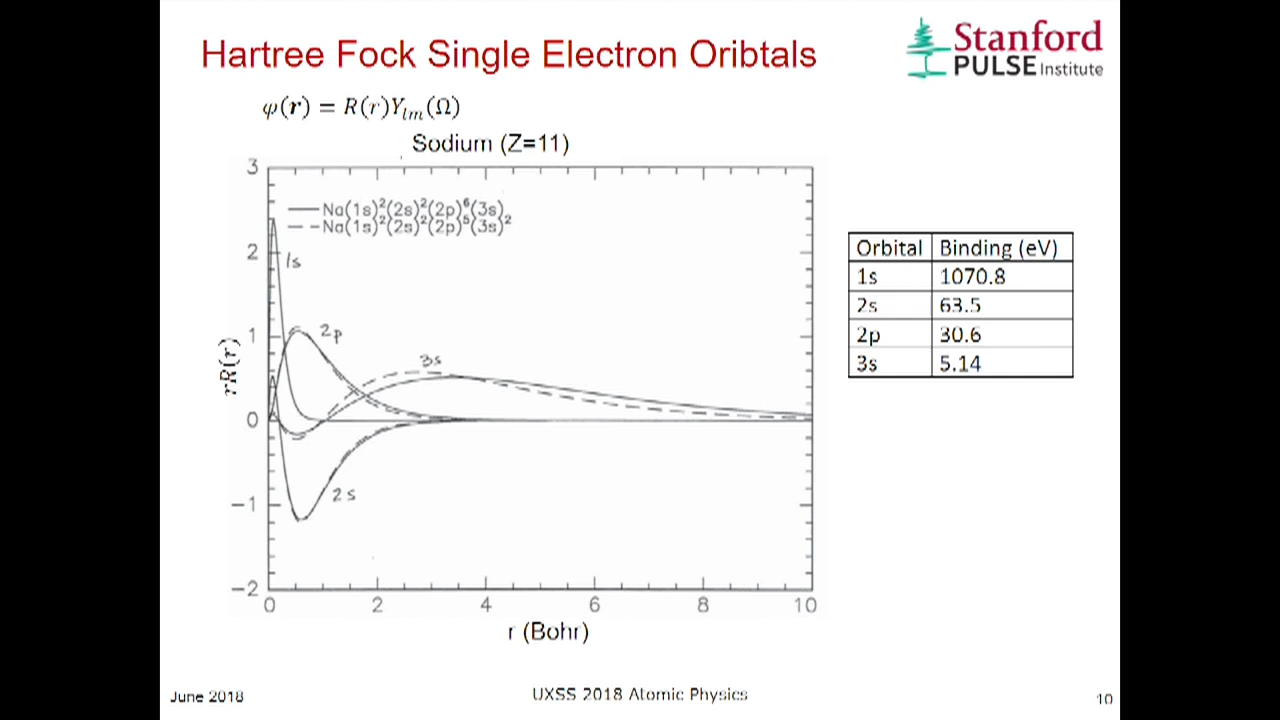 Hartree Fock Single Electron Oribtals
Stanford
PULSE Institute
φ(r) = R(r)Yₗₘ(Ω)
Sodium (Z=11)
3
2
1
0
−1
−2
rR(r)
Na(1s)²(2s)²(2p)⁶(3s)
Na(1s)²(2s)²(2p)⁵(3s)²
1s
2p
3s
2s
0 2 4 6 8 10
r (Bohr)
Orbital Binding (eV)
1s 1070.8
2s 63.5
2p 30.6
3s 5.14
June 2018
UXSS 2018 Atomic Physics
10